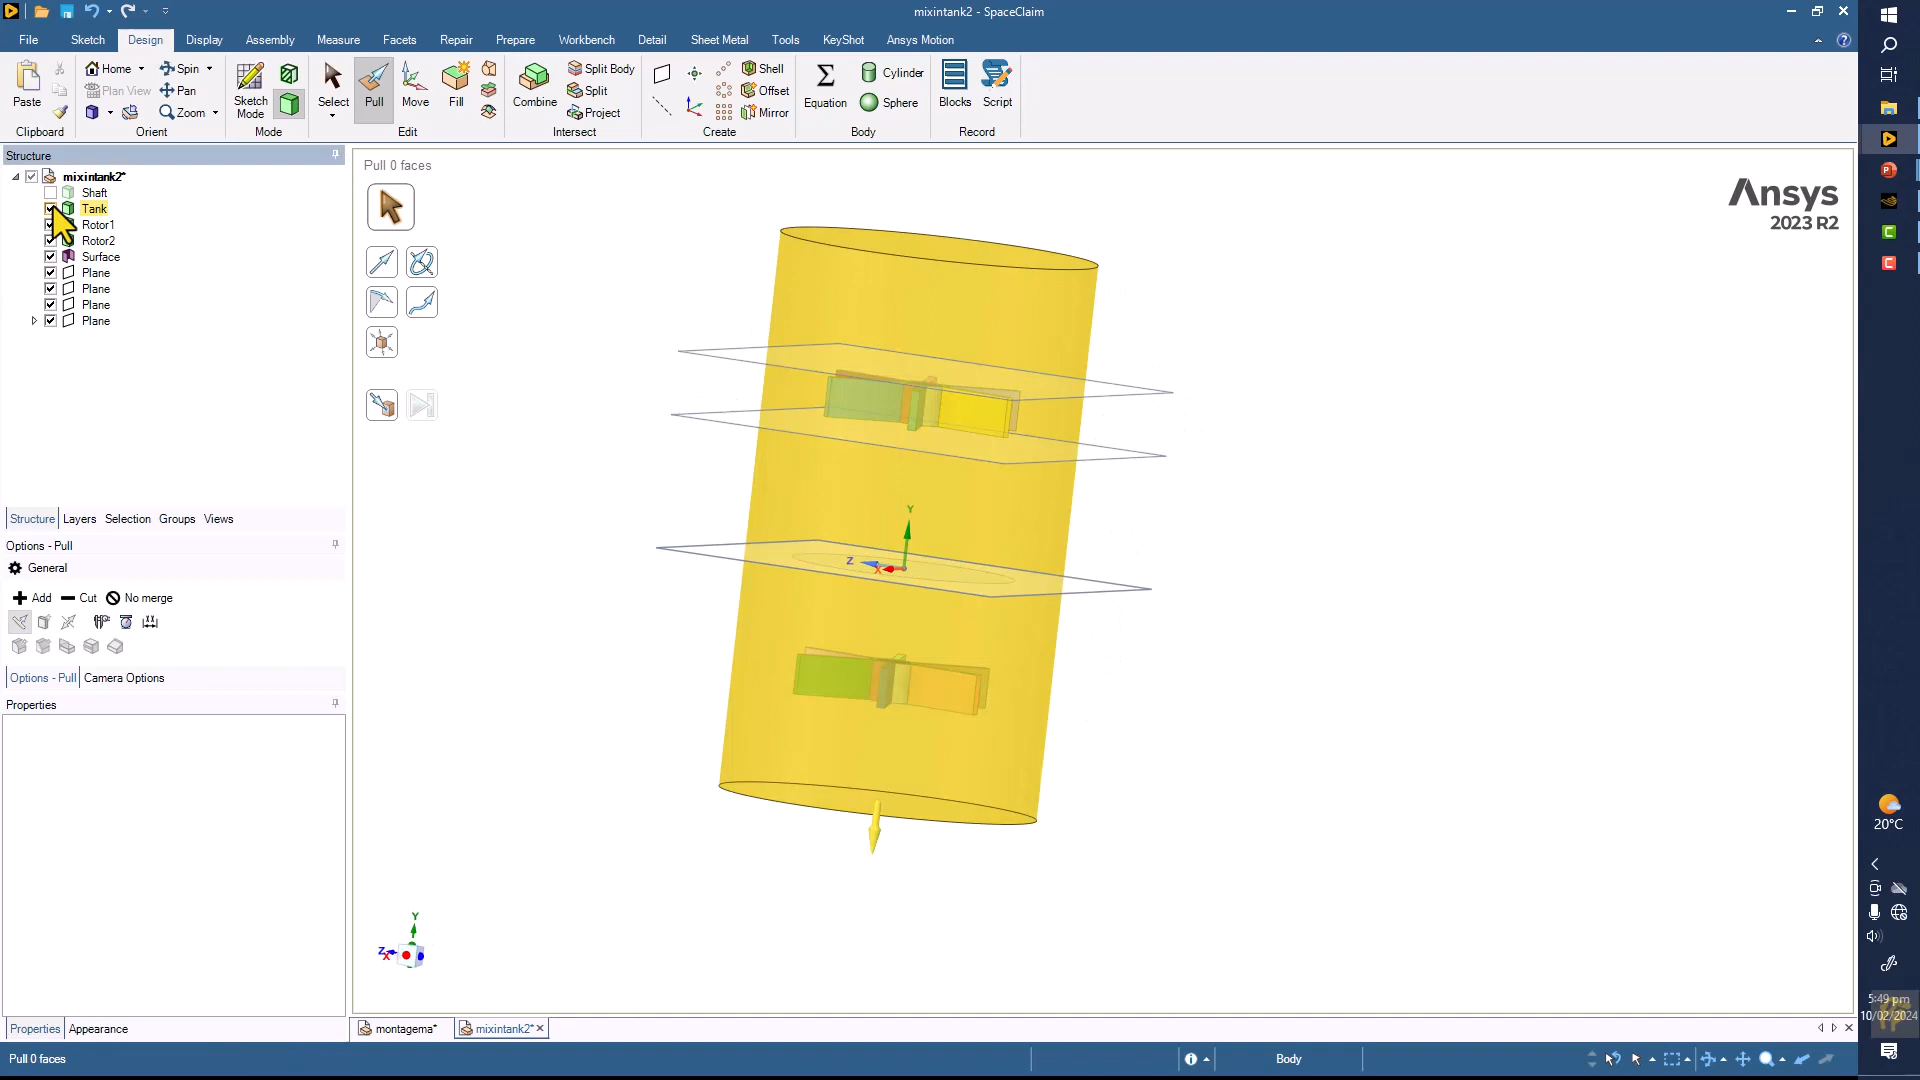 mixintank2 - SpaceClaim
File Sketch Design Display Assembly Measure Facets Repair Prepare Workbench Detail Sheet Metal Tools KeyShot Ansys Motion
Home Spin Split Body Shell Cylinder
Plan View Pan Split Offset
Paste Sketch Mode Select Pull Move Fill Combine Equation Blocks Script
Zoom Project Mirror Sphere
Clipboard Orient Mode Edit Intersect Create Body Record
Structure
mixintank2*
Shaft
Tank
Rotor1
Rotor2
Surface
Plane
Plane
Plane
Plane
Structure Layers Selection Groups Views
Options - Pull
General
Add Cut No merge
Options - Pull Camera Options
Properties
Properties Appearance
Pull 0 faces
Pull 0 faces
Ansys
2023 R2
Y
Z
X
Y
Z
X
montagema* mixintank2*
Body
20°C
5:49 pm
10/02/2024